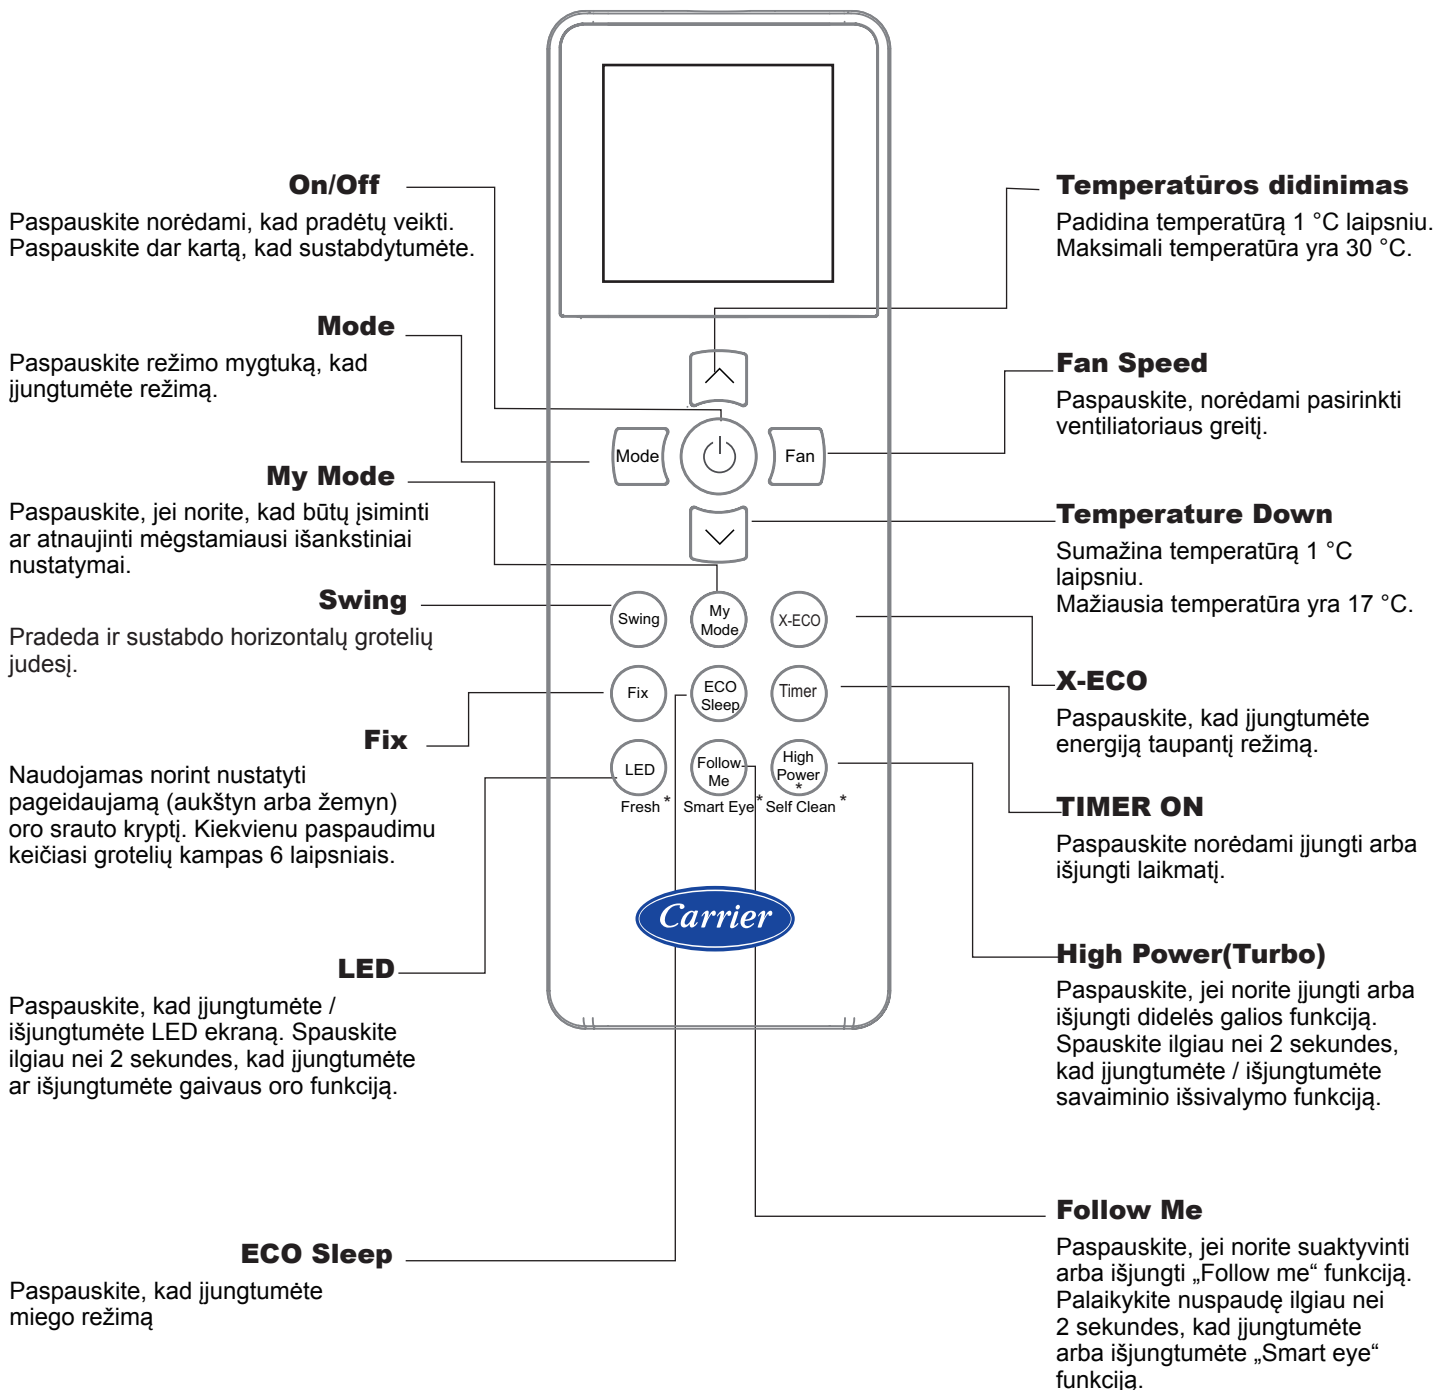 On/Off
Paspauskite norėdami, kad pradėtų veikti.
Paspauskite dar kartą, kad sustabdytumėte.
Mode
Paspauskite režimo mygtuką, kad
įjungtumėte režimą.
My Mode
Paspauskite, jei norite, kad būtų įsiminti
ar atnaujinti mėgstamiausi išankstiniai
nustatymai.
Swing
Pradeda ir sustabdo horizontalų grotelių
judesį.
Fix
Naudojamas norint nustatyti
pageidaujamą (aukštyn arba žemyn)
oro srauto kryptį. Kiekvienu paspaudimu
keičiasi grotelių kampas 6 laipsniais.
LED
Paspauskite, kad įjungtumėte /
išjungtumėte LED ekraną. Spauskite
ilgiau nei 2 sekundes, kad įjungtumėte
ar išjungtumėte gaivaus oro funkciją.
ECO Sleep
Paspauskite, kad įjungtumėte
miego režimą
Mode
Fan
Swing
My
Mode
X-ECO
Fix
ECO
Sleep
Timer
LED
Follow
Me
High
Power
*
Fresh *
Smart Eye *
Self Clean *
Carrier
Temperatūros didinimas
Padidina temperatūrą 1 °C laipsniu.
Maksimali temperatūra yra 30 °C.
Fan Speed
Paspauskite, norėdami pasirinkti
ventiliatoriaus greitį.
Temperature Down
Sumažina temperatūrą 1 °C
laipsniu.
Mažiausia temperatūra yra 17 °C.
X-ECO
Paspauskite, kad įjungtumėte
energiją taupantį režimą.
TIMER ON
Paspauskite norėdami įjungti arba
išjungti laikmatį.
High Power(Turbo)
Paspauskite, jei norite įjungti arba
išjungti didelės galios funkciją.
Spauskite ilgiau nei 2 sekundes,
kad įjungtumėte / išjungtumėte
savaiminio išsivalymo funkciją.
Follow Me
Paspauskite, jei norite suaktyvinti
arba išjungti „Follow me“ funkciją.
Palaikykite nuspaudę ilgiau nei
2 sekundes, kad įjungtumėte
arba išjungtumėte „Smart eye“
funkciją.